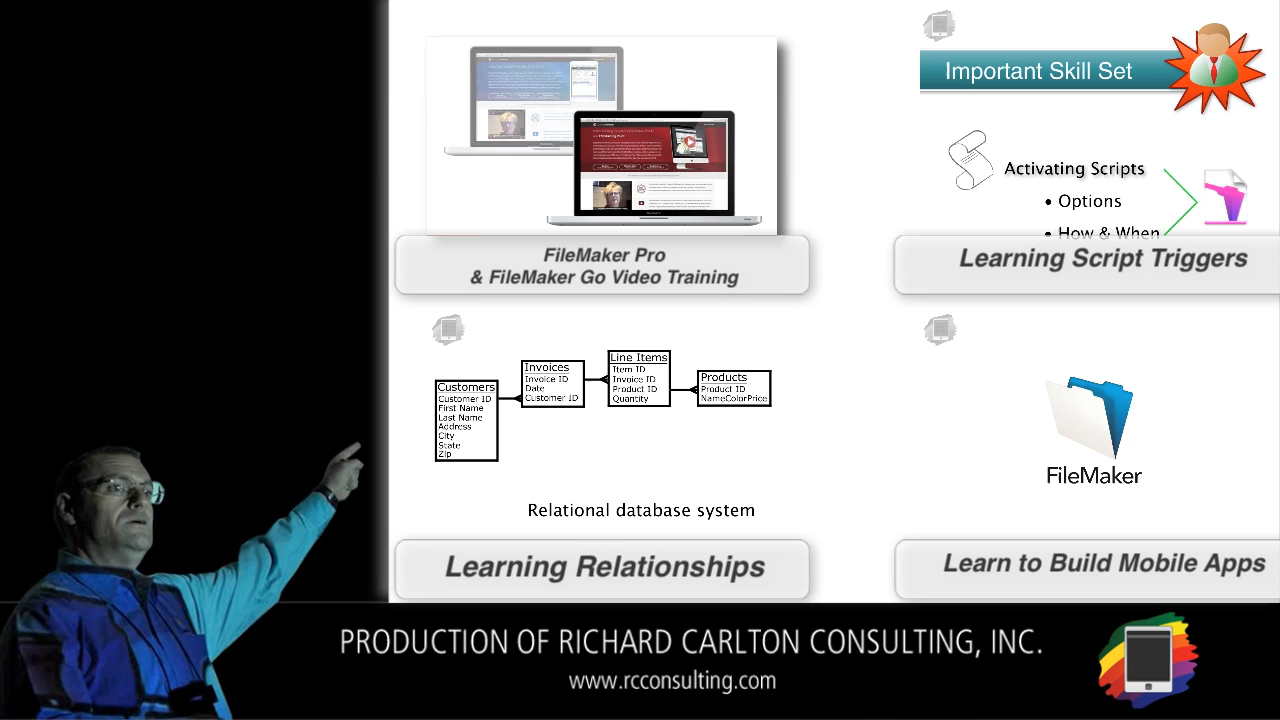 Important Skill Set
Activating Scripts
• Options
• How & When
FileMaker Pro
& FileMaker Go Video Training
Learning Script Triggers
Customers
Customer ID
First Name
Last Name
Address
City
State
Zip
Invoices
Invoice ID
Date
Customer ID
Line Items
Item ID
Invoice ID
Product ID
Quantity
Products
Product ID
NameColorPrice
Relational database system
FileMaker
Learning Relationships
Learn to Build Mobile Apps
PRODUCTION OF RICHARD CARLTON CONSULTING, INC.
www.rcconsulting.com